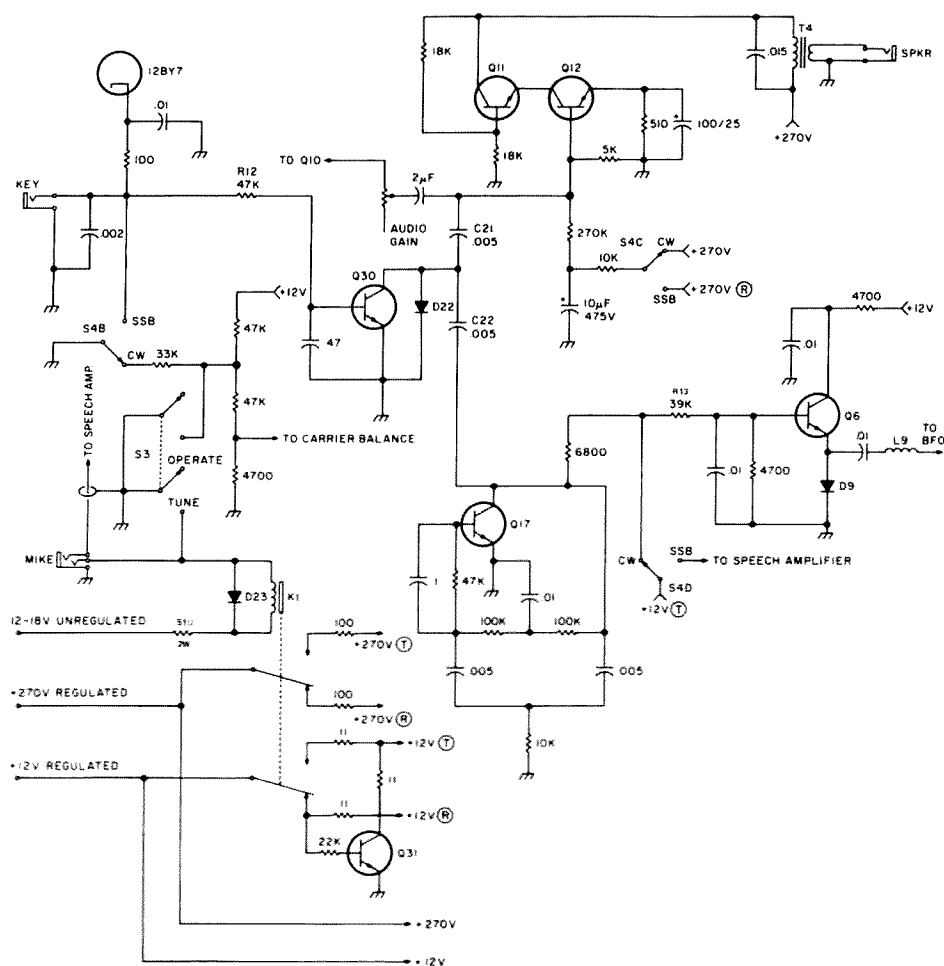 12BY7
.01
100
KEY
.002
R12
47K
TO Q10
2µF
AUDIO
GAIN
C21
.005
18K
Q11
Q12
18K
5K
510
+
100/25
.015
T4
SPKR
+270V
270K
10K
S4C
CW
+270V
SSB
+270V Ⓡ
+
10µF
475V
Q30
D22
C22
.005
47
+12V
47K
SSB
S4B
CW
33K
47K
TO CARRIER BALANCE
4700
TO SPEECH AMP.
S3
OPERATE
TUNE
MIKE
D23
K1
12-18V UNREGULATED
2W
+270V REGULATED
+12V REGULATED
100
+270V Ⓣ
100
+270V Ⓡ
11
+12V Ⓣ
11
11
+12V Ⓡ
22K
Q31
+270V
+12V
4700
+12V
.01
R13
39K
Q6
.01
L9
TO
BFO
D9
.01
4700
6800
Q17
.1
47K
.01
100K
100K
.005
.005
10K
CW
SSB
TO SPEECH AMPLIFIER
S4D
+12V Ⓣ